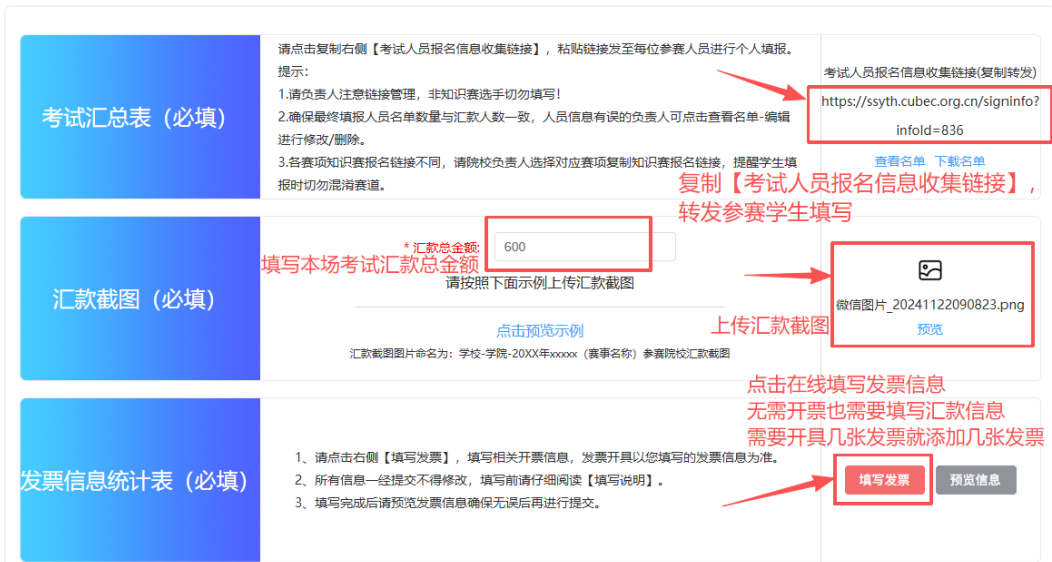 考试汇总表（必填）
请点击复制右侧【考试人员报名信息收集链接】，粘贴链接发至每位参赛人员进行个人填报。
提示：
1.请负责人注意链接管理，非知识赛选手切勿填写！
2.确保最终填报人员名单数量与汇款人数一致，人员信息有误的负责人可点击查看名单-编辑
进行修改/删除。
3.各赛项知识赛报名链接不同，请院校负责人选择对应赛项复制知识赛报名链接，提醒学生填
报时切勿混淆赛道。
考试人员报名信息收集链接(复制转发)
https://ssyth.cubec.org.cn/signinfo?
infoId=836
查看名单 下载名单
复制【考试人员报名信息收集链接】，
转发参赛学生填写
汇款截图（必填）
* 汇款总金额:
600
填写本场考试汇款总金额
请按照下面示例上传汇款截图
点击预览示例
汇款截图图片命名为：学校-学院-20XX年xxxxx（赛事名称）参赛院校汇款截图
上传汇款截图
微信图片_20241122090823.png
预览
发票信息统计表（必填）
1、请点击右侧【填写发票】，填写相关开票信息，发票开具以您填写的发票信息为准。
2、所有信息一经提交不得修改，填写前请仔细阅读【填写说明】。
3、填写完成后请预览发票信息确保无误后再进行提交。
点击在线填写发票信息
无需开票也需要填写汇款信息
需要开具几张发票就添加几张发票
填写发票
预览信息